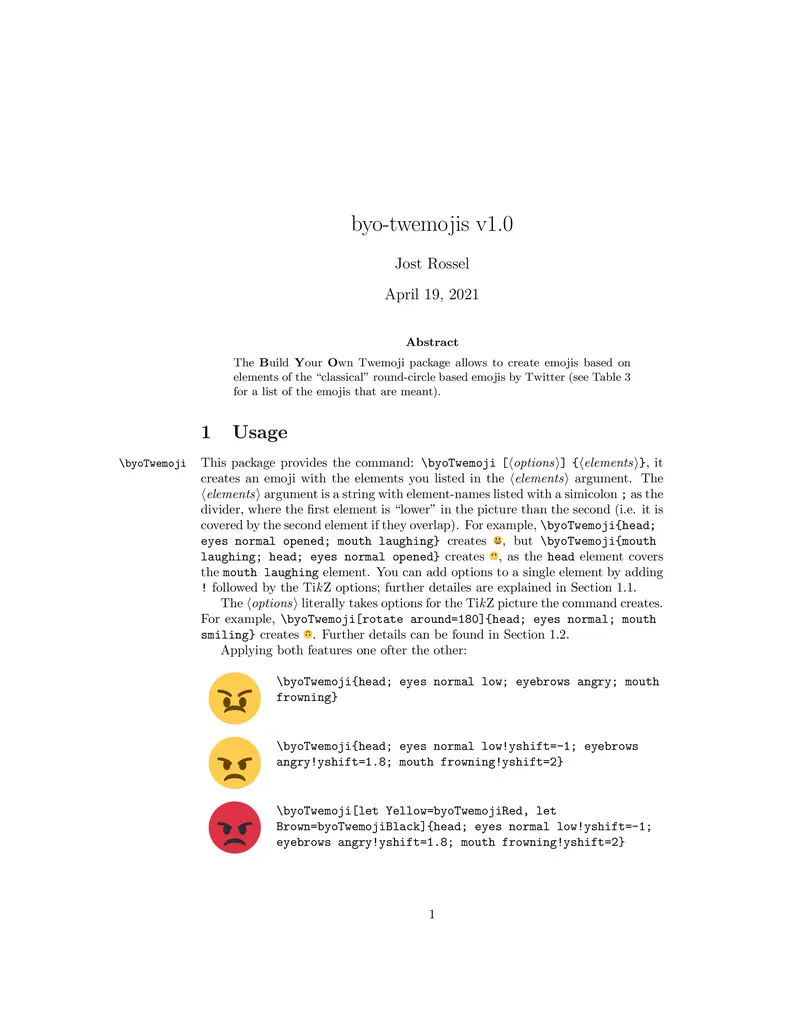 byo-twemojis v1.0
Jost Rossel
April 19, 2021
Abstract
The Build Your Own Twemoji package allows to create emojis based on
elements of the “classical” round-circle based emojis by Twitter (see Table 3
for a list of the emojis that are meant).
1 Usage
\byoTwemoji This package provides the command: \byoTwemoji [⟨options⟩] {⟨elements⟩}, it
creates an emoji with the elements you listed in the ⟨elements⟩ argument. The
⟨elements⟩ argument is a string with element-names listed with a simicolon ; as the
divider, where the first element is “lower” in the picture than the second (i.e. it is
covered by the second element if they overlap). For example, \byoTwemoji{head;
eyes normal opened; mouth laughing} creates , but \byoTwemoji{mouth
laughing; head; eyes normal opened} creates , as the head element covers
the mouth laughing element. You can add options to a single element by adding
! followed by the TikZ options; further detailes are explained in Section 1.1.
The ⟨options⟩ literally takes options for the TikZ picture the command creates.
For example, \byoTwemoji[rotate around=180]{head; eyes normal; mouth
smiling} creates . Further details can be found in Section 1.2.
Applying both features one ofter the other:
\byoTwemoji{head; eyes normal low; eyebrows angry; mouth
frowning}
\byoTwemoji{head; eyes normal low!yshift=-1; eyebrows
angry!yshift=1.8; mouth frowning!yshift=2}
\byoTwemoji[let Yellow=byoTwemojiRed, let
Brown=byoTwemojiBlack]{head; eyes normal low!yshift=-1;
eyebrows angry!yshift=1.8; mouth frowning!yshift=2}
1